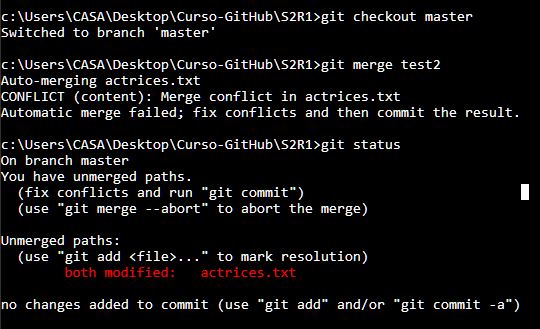 c:\Users\CASA\Desktop\Curso-GitHub\S2R1>git checkout master
Switched to branch 'master'
c:\Users\CASA\Desktop\Curso-GitHub\S2R1>git merge test2
Auto-merging actrices.txt
CONFLICT (content): Merge conflict in actrices.txt
Automatic merge failed; fix conflicts and then commit the result.
c:\Users\CASA\Desktop\Curso-GitHub\S2R1>git status
On branch master
You have unmerged paths.
  (fix conflicts and run "git commit")
  (use "git merge --abort" to abort the merge)
Unmerged paths:
  (use "git add <file>..." to mark resolution)
        both modified:   actrices.txt
no changes added to commit (use "git add" and/or "git commit -a")